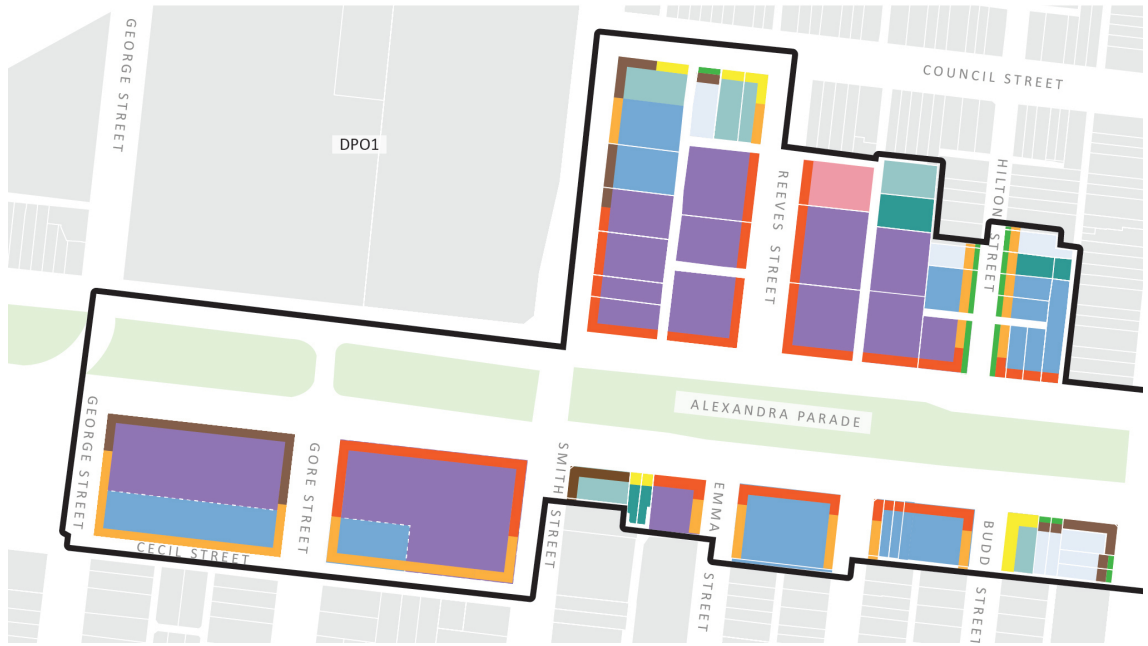 GEORGE STREET
COUNCIL STREET
DPO1
HILTON STREET
REEVES STREET
ALEXANDRA PARADE
GEORGE STREET
GORE STREET
SMITH STREET
EMMA STREET
BUDD STREET
CECIL STREET